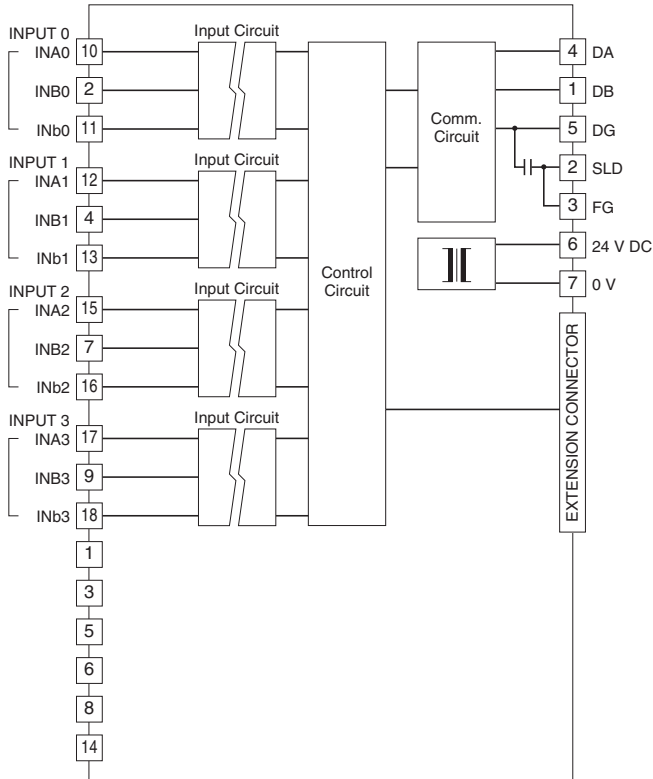 INPUT 0
INA0 10
INB0 2
INb0 11
Input Circuit
INPUT 1
INA1 12
INB1 4
INb1 13
Input Circuit
INPUT 2
INA2 15
INB2 7
INb2 16
Input Circuit
INPUT 3
INA3 17
INB3 9
INb3 18
Input Circuit
1
3
5
6
8
14
Control
Circuit
Comm.
Circuit
4 DA
1 DB
5 DG
2 SLD
3 FG
6 24 V DC
7 0 V
EXTENSION CONNECTOR